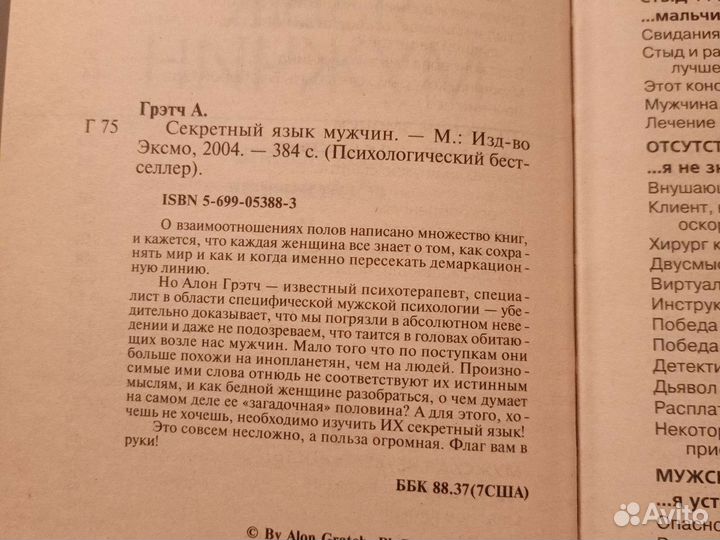 Грэтч А.
Г 75
Секретный язык мужчин. — М.: Изд-во
Эксмо, 2004. — 384 с. (Психологический бест-
селлер).
ISBN 5-699-05388-3
О взаимоотношениях полов написано множество книг,
и кажется, что каждая женщина все знает о том, как сохра-
нять мир и как и когда именно пересекать демаркацион-
ную линию.
Но Алон Грэтч — известный психотерапевт, специа-
лист в области специфической мужской психологии — убе-
дительно доказывает, что мы погрязли в абсолютном неве-
дении и даже не подозреваем, что таится в головах обитаю-
щих возле нас мужчин. Мало того что по поступкам они
больше похожи на инопланетян, чем на людей. Произно-
симые ими слова отнюдь не соответствуют их истинным
мыслям, и как бедной женщине разобраться, о чем думает
на самом деле ее «загадочная» половина? А для этого, хо-
чешь не хочешь, необходимо изучить ИХ секретный язык!
Это совсем несложно, а польза огромная. Флаг вам в
руки!
ББК 88.37(7США)
© By Alon
...мальчи
Свидания
Стыд и ра
лучше
Этот конс
Мужчина
Лечение
ОТСУТСТ
...я не зн
Внушающ
Клиент,
оскор
Хирург к
Двусмыс
Виртуал
Инструк
Победа
Победа
Детекти
Дьявол
Расплат
Некотор
при
МУЖСК
...я уст
Опасно
Avito